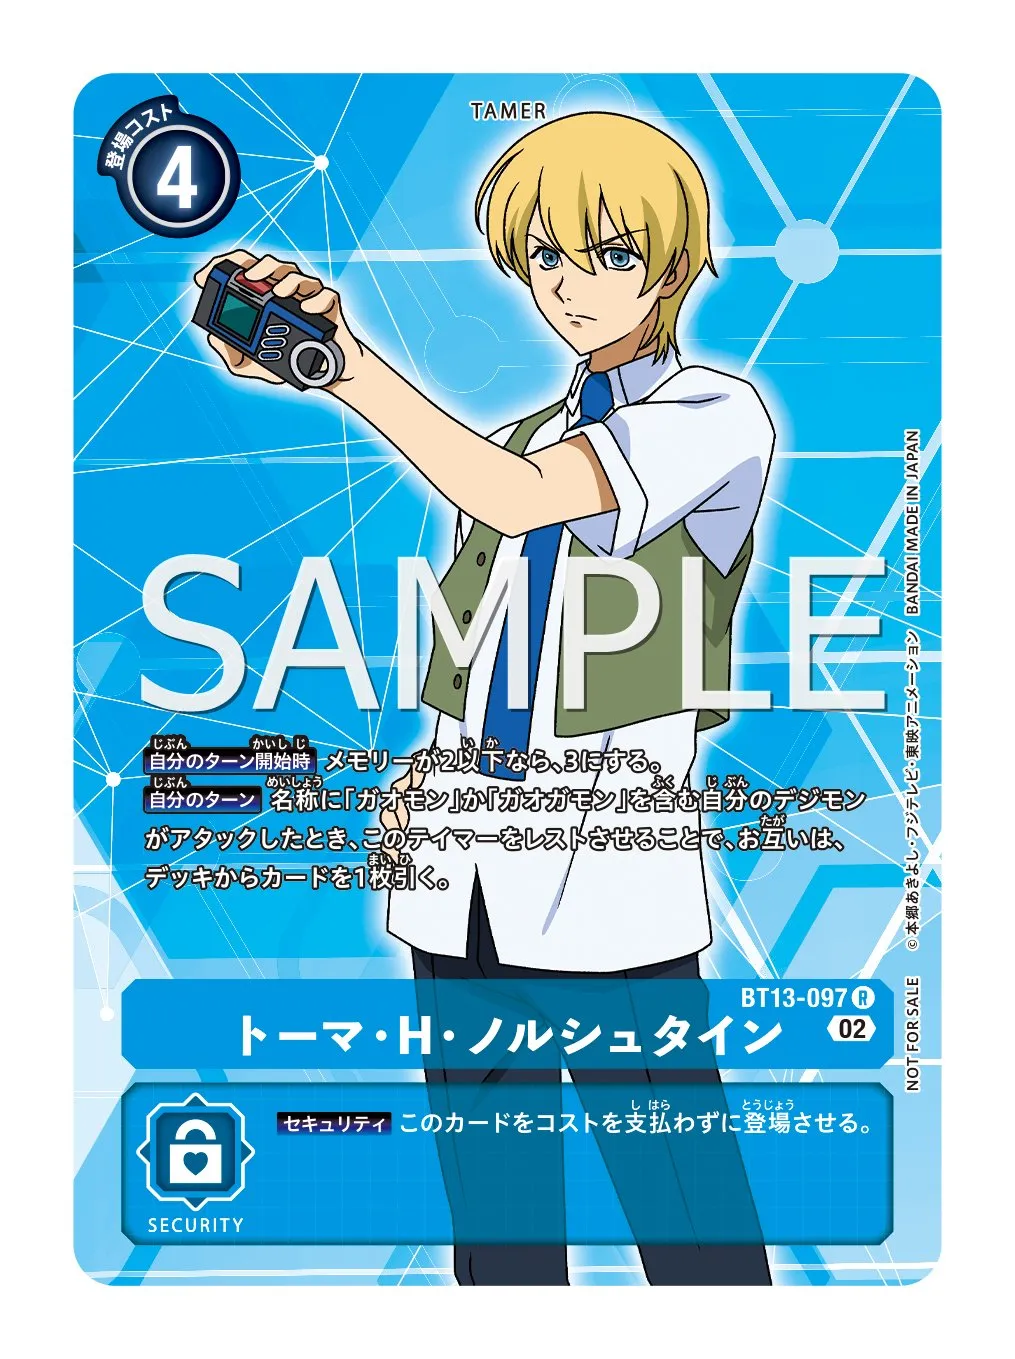 TAMER
登場コスト
4
SAMPLE
自分のターン開始時 メモリーが2以下なら、3にする。
自分のターン 名称に「ガオモン」か「ガオガモン」を含む自分のデジモン
がアタックしたとき、このテイマーをレストさせることで、お互いは、
デッキからカードを1枚引く。
BT13-097 R
トーマ・H・ノルシュタイン
02
セキュリティ このカードをコストを支払わずに登場させる。
SECURITY
©本郷あきよし・フジテレビ・東映アニメーション BANDAI MADE IN JAPAN
NOT FOR SALE